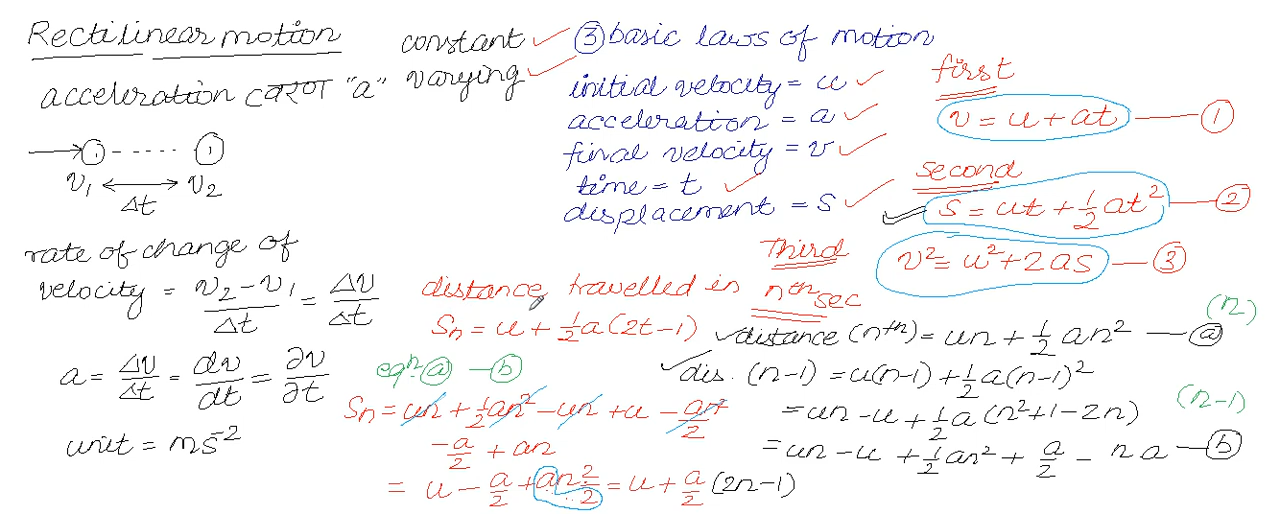 Rectilinear motion
acceleration त्वरण "a"
constant
varying
v₁ ⟷ v₂
Δt
rate of change of
velocity = (v₂-v₁)/Δt = Δv/Δt
a = Δv/Δt = dv/dt = ∂v/∂t
unit = ms⁻²
③ basic laws of motion
initial velocity = u
acceleration = a
final velocity = v
time = t
displacement = s
first
v = u + at — ①
second
s = ut + ½at² — ②
Third
v² = u² + 2as — ③
distance travelled in nth sec
Sn = u + ½a(2t-1)
distance (nth) = un + ½an² — ⓐ (n)
dis. (n-1) = u(n-1) + ½a(n-1)²
= un - u + ½a(n²+1-2n) (n-1)
= un - u + ½an² + a/2 - na — ⓑ
eqn. ⓐ - ⓑ
Sn = un + ½an² - un + u - an²/2
-a/2 + an
= u - a/2 + an2/2 = u + a/2(2n-1)